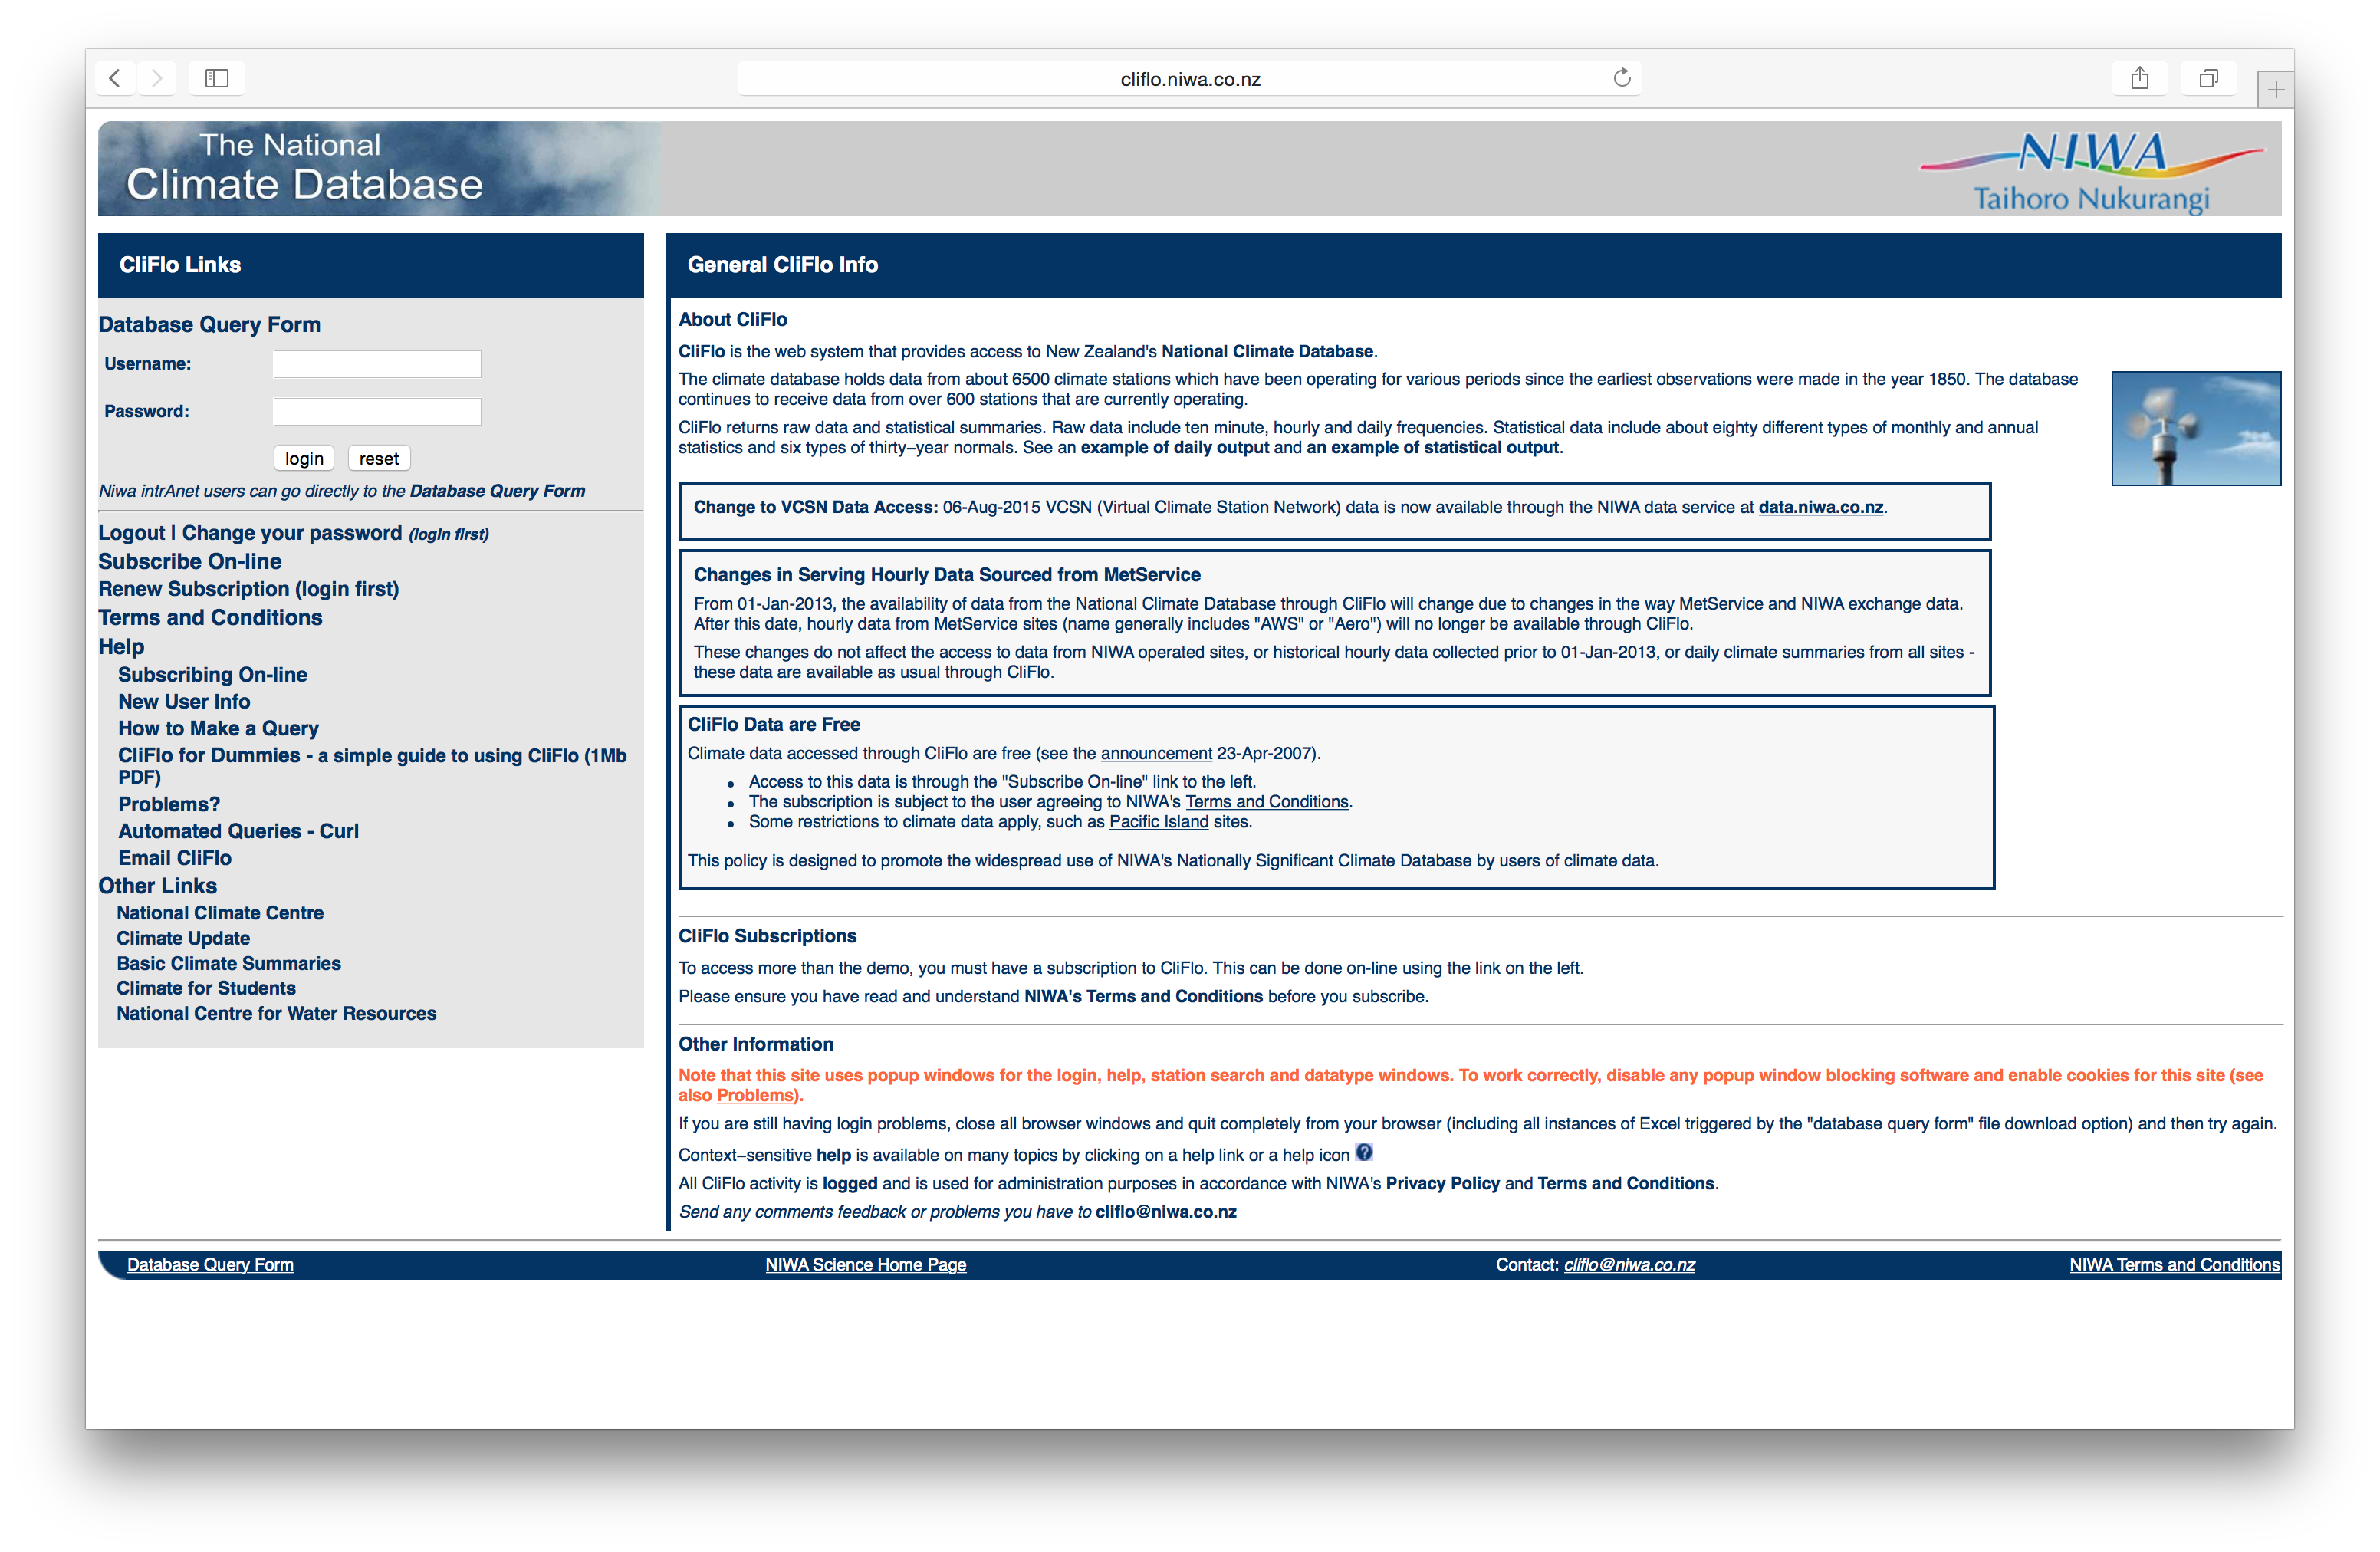 cliflo.niwa.co.nz
The National
Climate Database
NIWA
Taihoro Nukurangi
CliFlo Links
Database Query Form
Username:
Password:
login reset
Niwa intrAnet users can go directly to the Database Query Form
Logout | Change your password (login first)
Subscribe On-line
Renew Subscription (login first)
Terms and Conditions
Help
Subscribing On-line
New User Info
How to Make a Query
CliFlo for Dummies - a simple guide to using CliFlo (1Mb
PDF)
Problems?
Automated Queries - Curl
Email CliFlo
Other Links
National Climate Centre
Climate Update
Basic Climate Summaries
Climate for Students
National Centre for Water Resources
General CliFlo Info
About CliFlo
CliFlo is the web system that provides access to New Zealand's National Climate Database.
The climate database holds data from about 6500 climate stations which have been operating for various periods since the earliest observations were made in the year 1850. The database
continues to receive data from over 600 stations that are currently operating.
CliFlo returns raw data and statistical summaries. Raw data include ten minute, hourly and daily frequencies. Statistical data include about eighty different types of monthly and annual
statistics and six types of thirty–year normals. See an example of daily output and an example of statistical output.
Change to VCSN Data Access: 06-Aug-2015 VCSN (Virtual Climate Station Network) data is now available through the NIWA data service at data.niwa.co.nz.
Changes in Serving Hourly Data Sourced from MetService
From 01-Jan-2013, the availability of data from the National Climate Database through CliFlo will change due to changes in the way MetService and NIWA exchange data.
After this date, hourly data from MetService sites (name generally includes "AWS" or "Aero") will no longer be available through CliFlo.
These changes do not affect the access to data from NIWA operated sites, or historical hourly data collected prior to 01-Jan-2013, or daily climate summaries from all sites -
these data are available as usual through CliFlo.
CliFlo Data are Free
Climate data accessed through CliFlo are free (see the announcement 23-Apr-2007).
• Access to this data is through the "Subscribe On-line" link to the left.
• The subscription is subject to the user agreeing to NIWA's Terms and Conditions.
• Some restrictions to climate data apply, such as Pacific Island sites.
This policy is designed to promote the widespread use of NIWA's Nationally Significant Climate Database by users of climate data.
CliFlo Subscriptions
To access more than the demo, you must have a subscription to CliFlo. This can be done on-line using the link on the left.
Please ensure you have read and understand NIWA's Terms and Conditions before you subscribe.
Other Information
Note that this site uses popup windows for the login, help, station search and datatype windows. To work correctly, disable any popup window blocking software and enable cookies for this site (see
also Problems).
If you are still having login problems, close all browser windows and quit completely from your browser (including all instances of Excel triggered by the "database query form" file download option) and then try again.
Context–sensitive help is available on many topics by clicking on a help link or a help icon ?
All CliFlo activity is logged and is used for administration purposes in accordance with NIWA's Privacy Policy and Terms and Conditions.
Send any comments feedback or problems you have to cliflo@niwa.co.nz
Database Query Form NIWA Science Home Page Contact: cliflo@niwa.co.nz NIWA Terms and Conditions